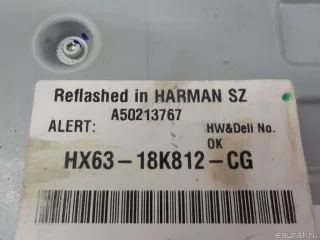 Reflashed in HARMAN SZ
A50213767
ALERT:
HW&Deli No.
OK
HX63-18K812-CG
© eaural.ru